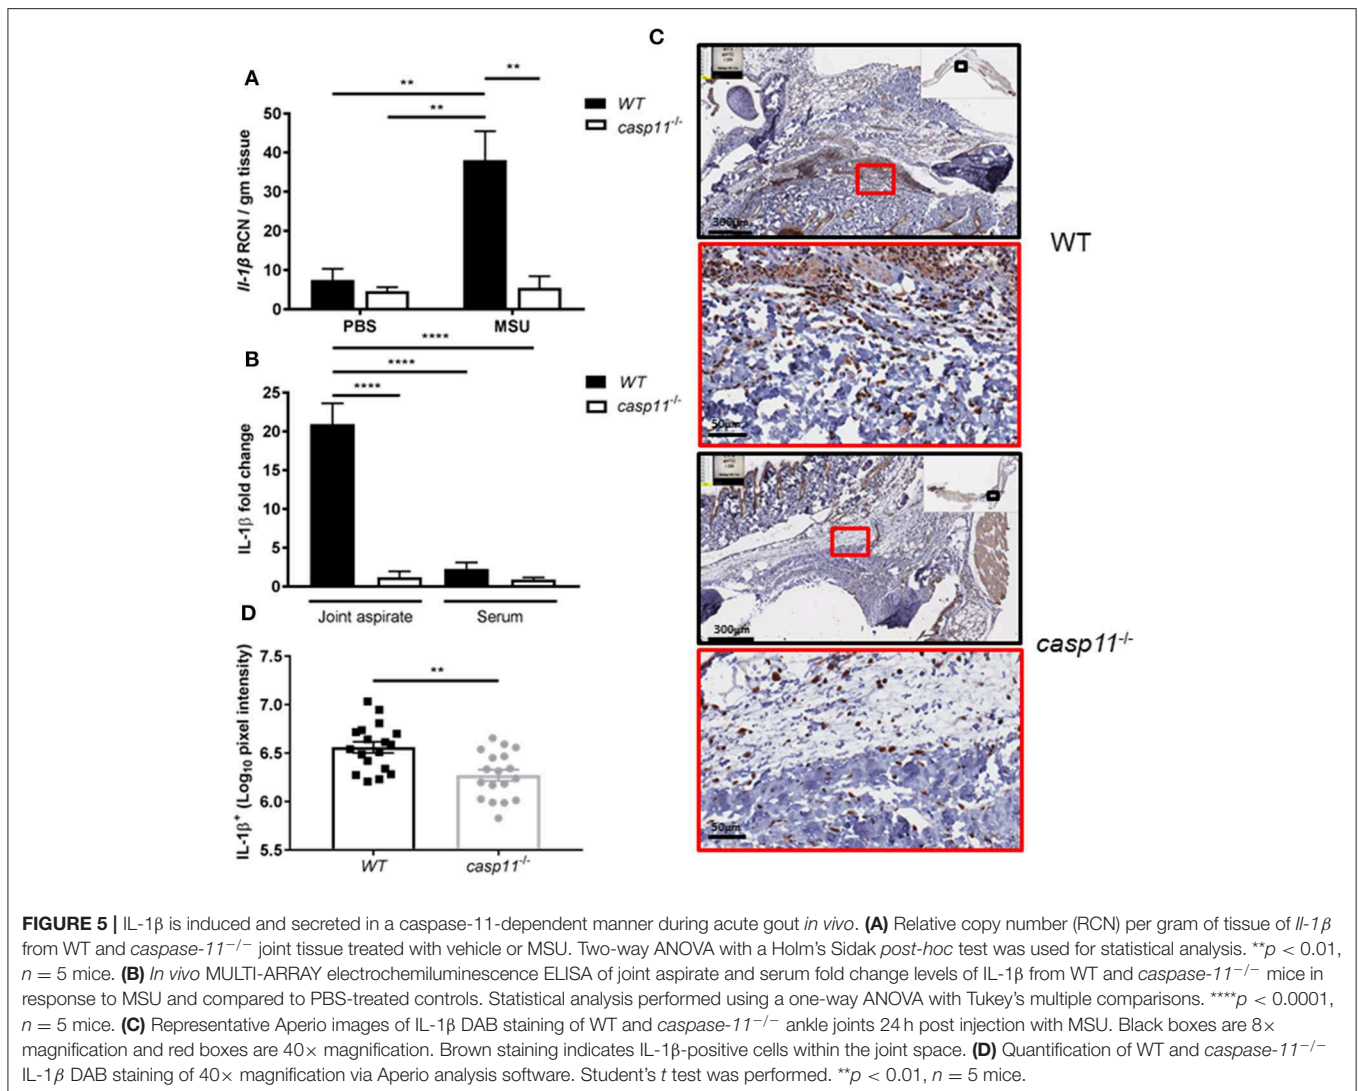 A
**
**
**
WT
casp11-/-
50
40
30
20
10
0
Il-1β RCN / gm tissue
PBS
MSU
B
****
****
****
WT
casp11-/-
25
20
15
10
5
0
IL-1β fold change
Joint aspirate
Serum
D
**
7.5
7.0
6.5
6.0
5.5
IL-1β+ (Log10 pixel intensity)
WT
casp11-/-
C
300µm
50µm
WT
300µm
50µm
casp11-/-
FIGURE 5 | IL-1β is induced and secreted in a caspase-11-dependent manner during acute gout in vivo. (A) Relative copy number (RCN) per gram of tissue of Il-1β
from WT and caspase-11−/− joint tissue treated with vehicle or MSU. Two-way ANOVA with a Holm's Sidak post-hoc test was used for statistical analysis. **p < 0.01,
n = 5 mice. (B) In vivo MULTI-ARRAY electrochemiluminescence ELISA of joint aspirate and serum fold change levels of IL-1β from WT and caspase-11−/− mice in
response to MSU and compared to PBS-treated controls. Statistical analysis performed using a one-way ANOVA with Tukey's multiple comparisons. ****p < 0.0001,
n = 5 mice. (C) Representative Aperio images of IL-1β DAB staining of WT and caspase-11−/− ankle joints 24 h post injection with MSU. Black boxes are 8×
magnification and red boxes are 40× magnification. Brown staining indicates IL-1β-positive cells within the joint space. (D) Quantification of WT and caspase-11−/−
IL-1β DAB staining of 40× magnification via Aperio analysis software. Student's t test was performed. **p < 0.01, n = 5 mice.